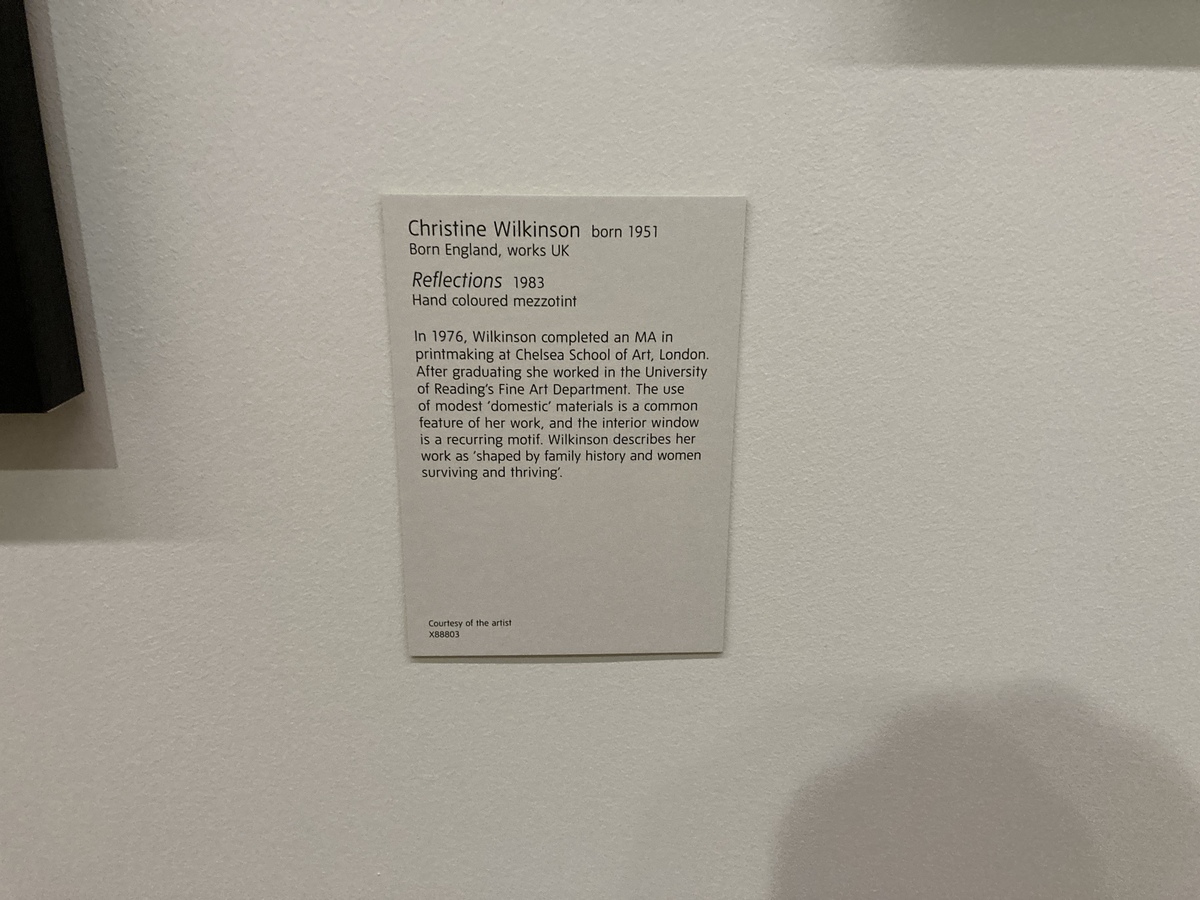 Christine Wilkinson born 1951
Born England, works UK
Reflections 1983
Hand coloured mezzotint
In 1976, Wilkinson completed an MA in
printmaking at Chelsea School of Art, London.
After graduating she worked in the University
of Reading's Fine Art Department. The use
of modest 'domestic' materials is a common
feature of her work, and the interior window
is a recurring motif. Wilkinson describes her
work as 'shaped by family history and women
surviving and thriving'.
Courtesy of the artist
X88803